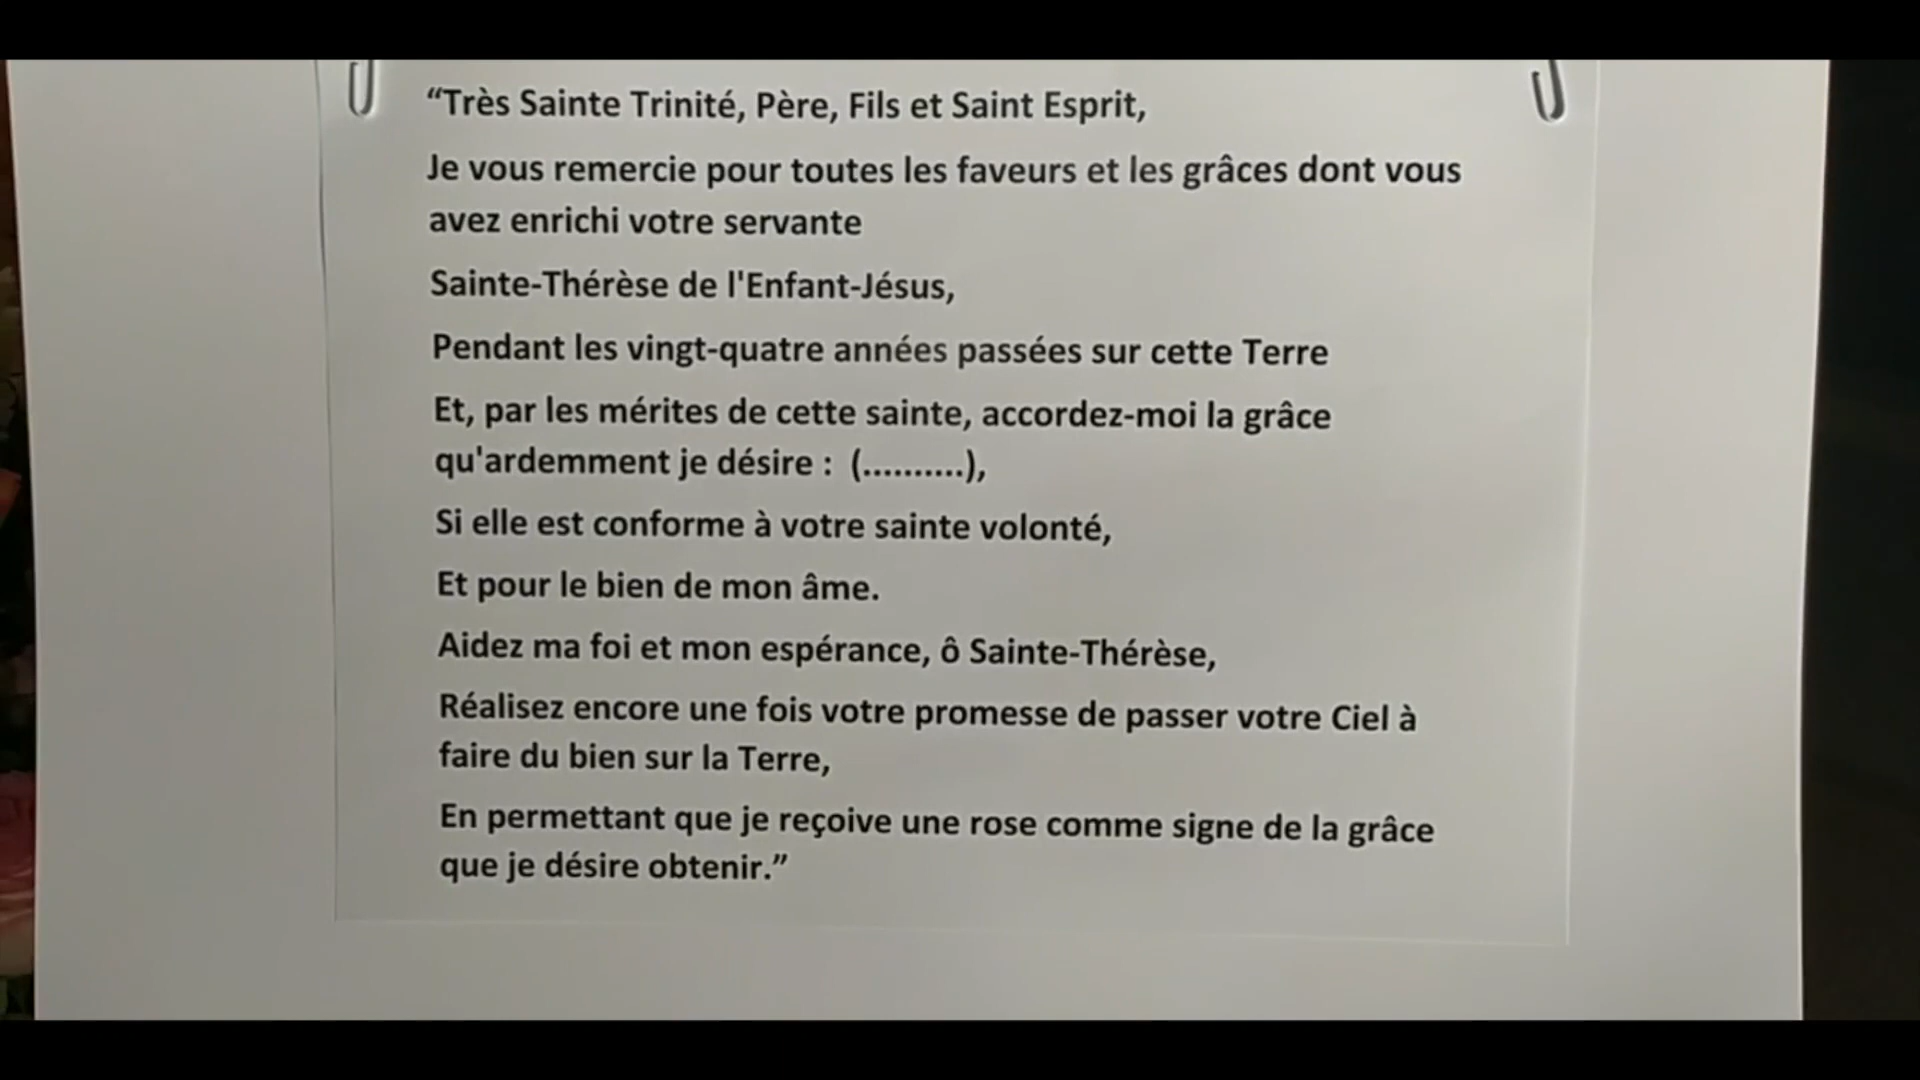 “Très Sainte Trinité, Père, Fils et Saint Esprit,
Je vous remercie pour toutes les faveurs et les grâces dont vous
avez enrichi votre servante
Sainte-Thérèse de l'Enfant-Jésus,
Pendant les vingt-quatre années passées sur cette Terre
Et, par les mérites de cette sainte, accordez-moi la grâce
qu'ardemment je désire :  (..........),
Si elle est conforme à votre sainte volonté,
Et pour le bien de mon âme.
Aidez ma foi et mon espérance, ô Sainte-Thérèse,
Réalisez encore une fois votre promesse de passer votre Ciel à
faire du bien sur la Terre,
En permettant que je reçoive une rose comme signe de la grâce
que je désire obtenir.”